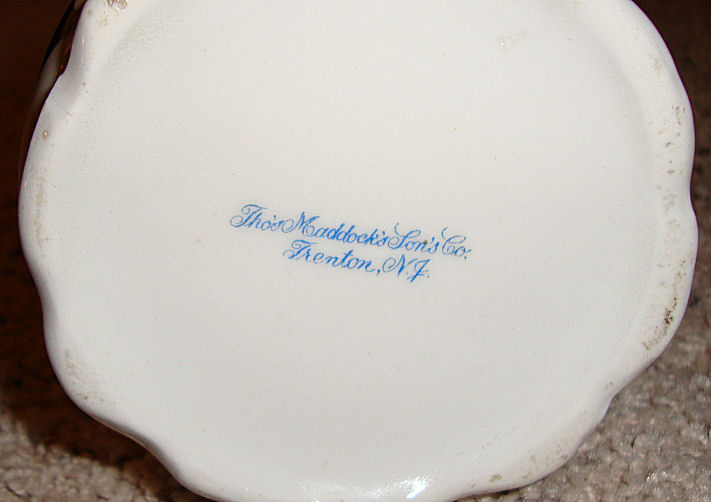 Tho's Maddock's Son's Co.
Trenton, N.J.